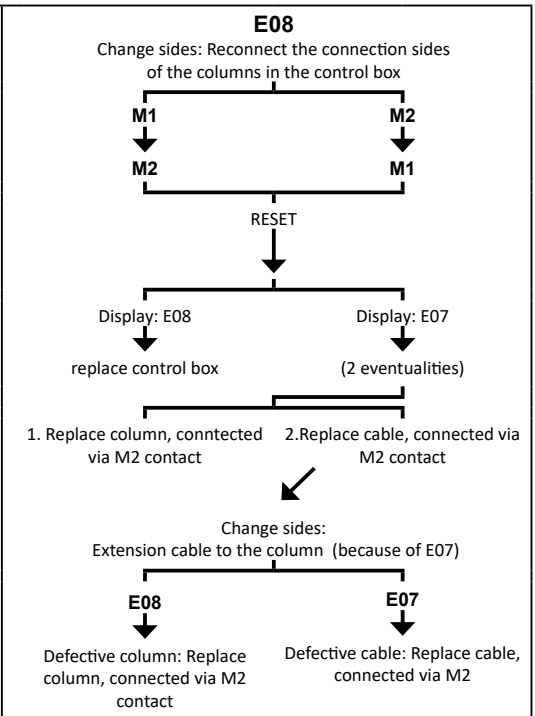 E08
Change sides: Reconnect the connection sides
of the columns in the control box
M1
M2
M2
M1
RESET
Display: E08
Display: E07
replace control box
(2 eventualities)
1. Replace column, conntected
via M2 contact
2.Replace cable, connected via
M2 contact
Change sides:
Extension cable to the column (because of E07)
E08
E07
Defective column: Replace
column, connected via M2
contact
Defective cable: Replace cable,
connected via M2